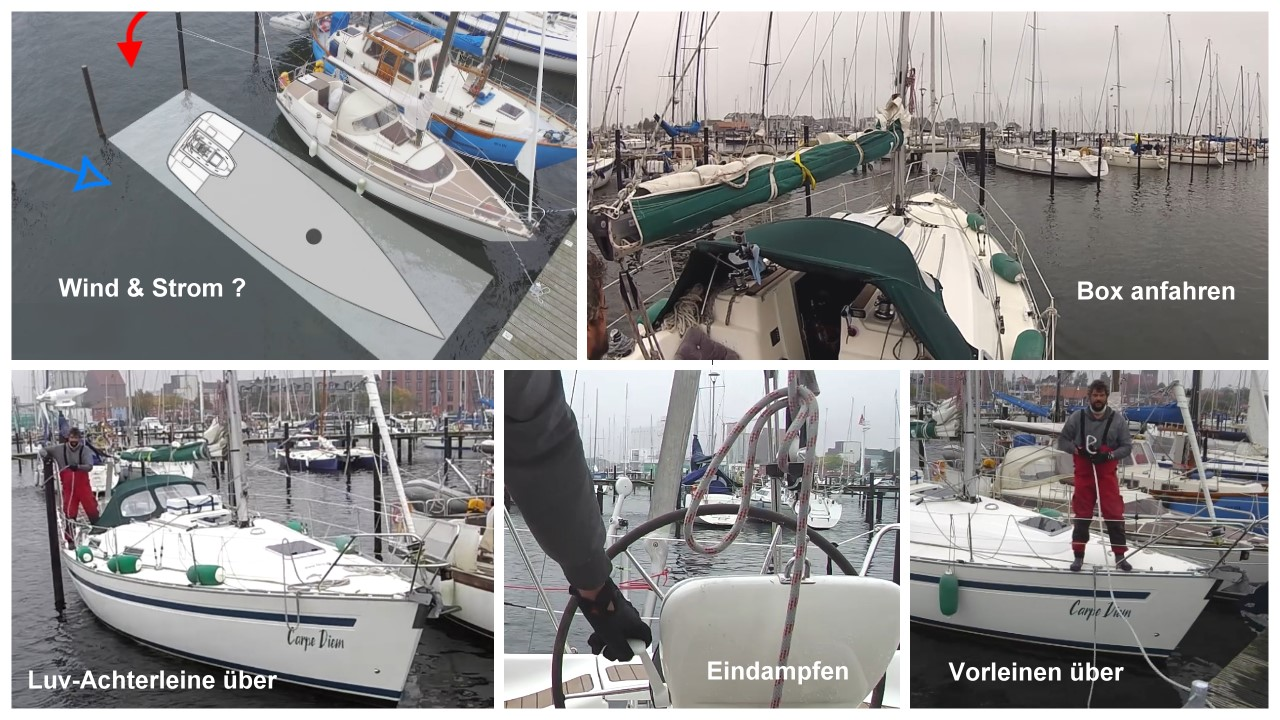 Wind & Strom ?
Box anfahren
Carpe Diem
Luv-Achterleine über
Eindampfen
Carpe Diem
Vorleinen über